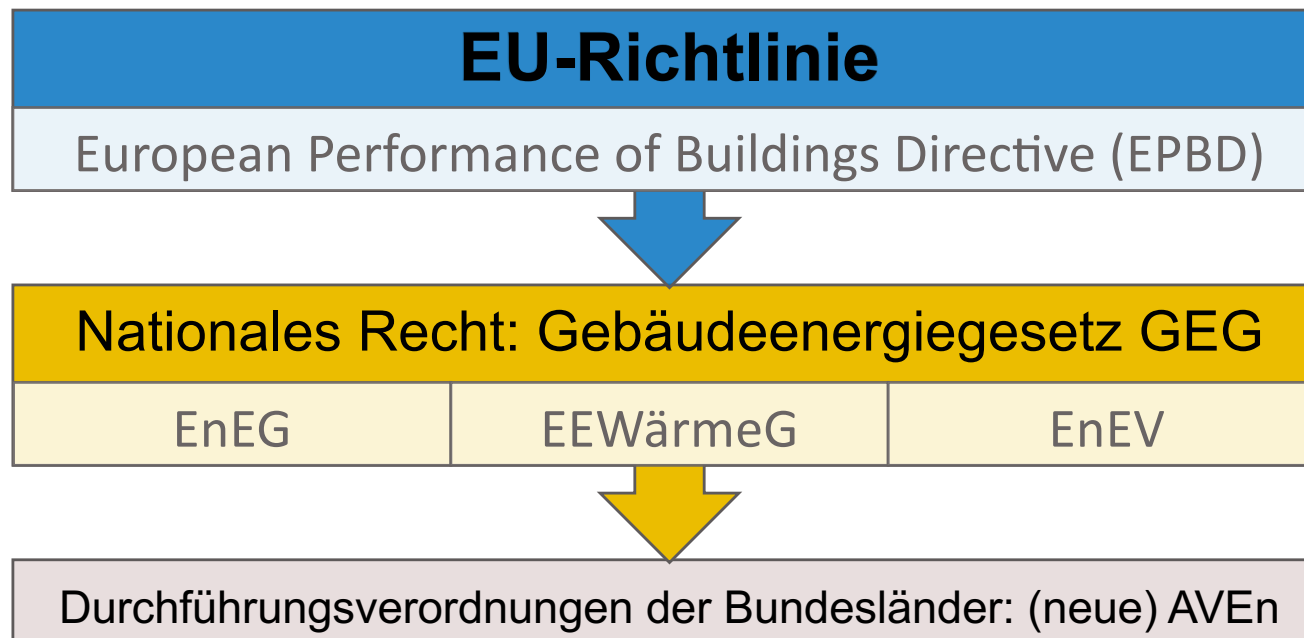 EU-Richtlinie
European Performance of Buildings Directive (EPBD)
Nationales Recht: Gebäudeenergiegesetz GEG
EnEG
EEWärmeG
EnEV
Durchführungsverordnungen der Bundesländer: (neue) AVEn